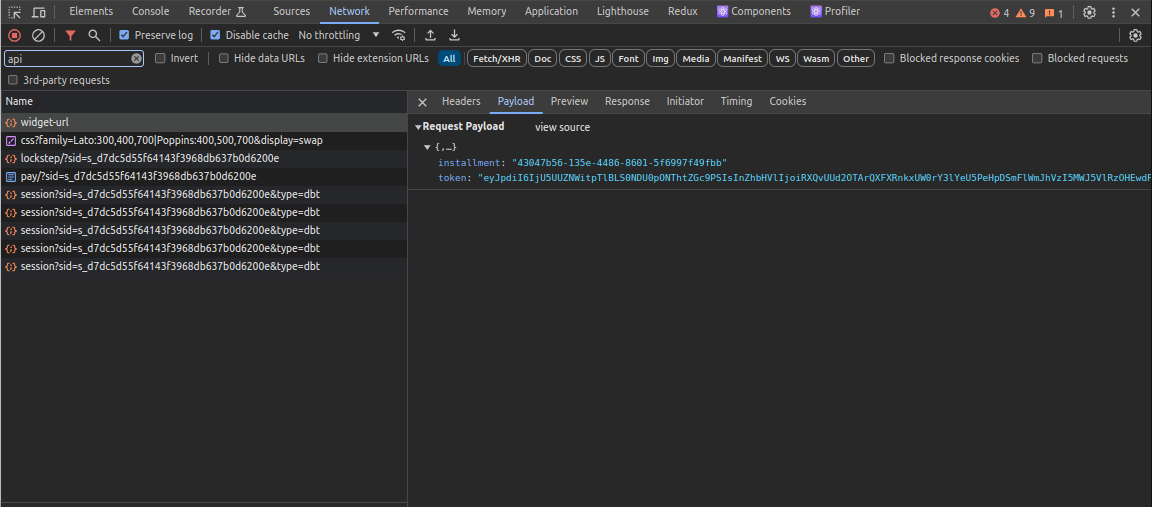 Elements Console Recorder Sources Network Performance Memory Application Lighthouse Redux Components Profiler 4 9 1
Preserve log Disable cache No throttling
api Invert Hide data URLs Hide extension URLs All Fetch/XHR Doc CSS JS Font Img Media Manifest WS Wasm Other Blocked response cookies Blocked requests
3rd-party requests
Name
widget-url
css?family=Lato:300,400,700|Poppins:400,500,700&display=swap
lockstep/?sid=s_d7dc5d55f64143f3968db637b0d6200e
pay/?sid=s_d7dc5d55f64143f3968db637b0d6200e
session?sid=s_d7dc5d55f64143f3968db637b0d6200e&type=dbt
session?sid=s_d7dc5d55f64143f3968db637b0d6200e&type=dbt
session?sid=s_d7dc5d55f64143f3968db637b0d6200e&type=dbt
session?sid=s_d7dc5d55f64143f3968db637b0d6200e&type=dbt
session?sid=s_d7dc5d55f64143f3968db637b0d6200e&type=dbt
Headers Payload Preview Response Initiator Timing Cookies
Request Payload view source
{,…}
installment: "43047b56-135e-4486-8601-5f6997f49fbb"
token: